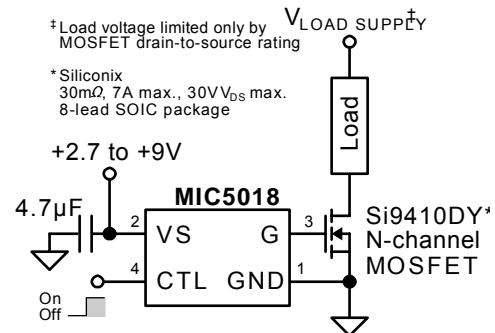 ‡Load voltage limited only by
MOSFET drain-to-source rating
VLOAD SUPPLY‡
*Siliconix
30mΩ, 7A max., 30V VDS max.
8-lead SOIC package
Load
+2.7 to +9V
4.7µF
MIC5018
2 VS G 3
4 CTL GND 1
Si9410DY*
N-channel
MOSFET
On
Off